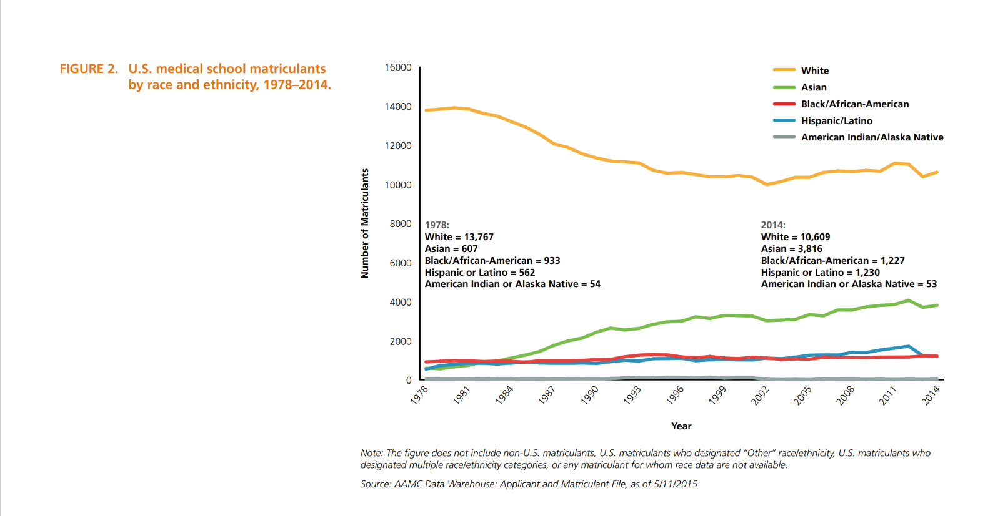 FIGURE 2. U.S. medical school matriculants
by race and ethnicity, 1978–2014.
16000
14000
12000
10000
8000
6000
4000
2000
0
Number of Matriculants
White
Asian
Black/African-American
Hispanic/Latino
American Indian/Alaska Native
1978:
White = 13,767
Asian = 607
Black/African-American = 933
Hispanic or Latino = 562
American Indian or Alaska Native = 54
2014:
White = 10,609
Asian = 3,816
Black/African-American = 1,227
Hispanic or Latino = 1,230
American Indian or Alaska Native = 53
1978 1981 1984 1987 1990 1993 1996 1999 2002 2005 2008 2011 2014
Year
Note: The figure does not include non-U.S. matriculants, U.S. matriculants who designated “Other” race/ethnicity, U.S. matriculants who
designated multiple race/ethnicity categories, or any matriculant for whom race data are not available.
Source: AAMC Data Warehouse: Applicant and Matriculant File, as of 5/11/2015.